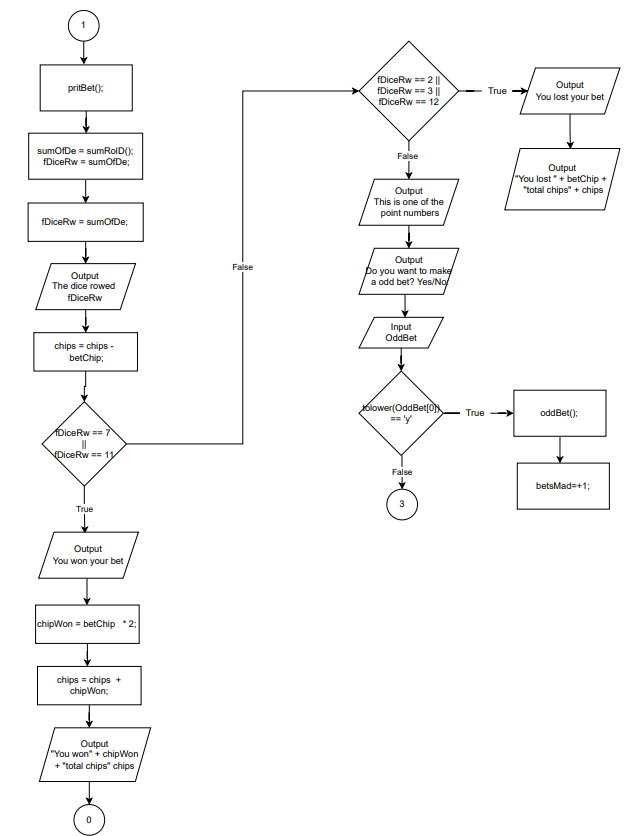 1
pritBet();
sumOfDe = sumRolD();
fDiceRw = sumOfDe;
fDiceRw = sumOfDe;
Output
The dice rowed
fDiceRw
chips = chips -
betChip;
fDiceRw == 7
||
fDiceRw == 11
False
True
Output
You won your bet
chipWon = betChip * 2;
chips = chips +
chipWon;
Output
"You won" + chipWon
+ "total chips" chips
0
fDiceRw == 2 ||
fDiceRw == 3 ||
fDiceRw == 12
True
Output
You lost your bet
Output
"You lost " + betChip +
"total chips" + chips
False
Output
This is one of the
point numbers
Output
Do you want to make
a odd bet? Yes/No:
Input
OddBet
tolower(OddBet[0])
== 'y'
True
oddBet();
betsMad=+1;
False
3